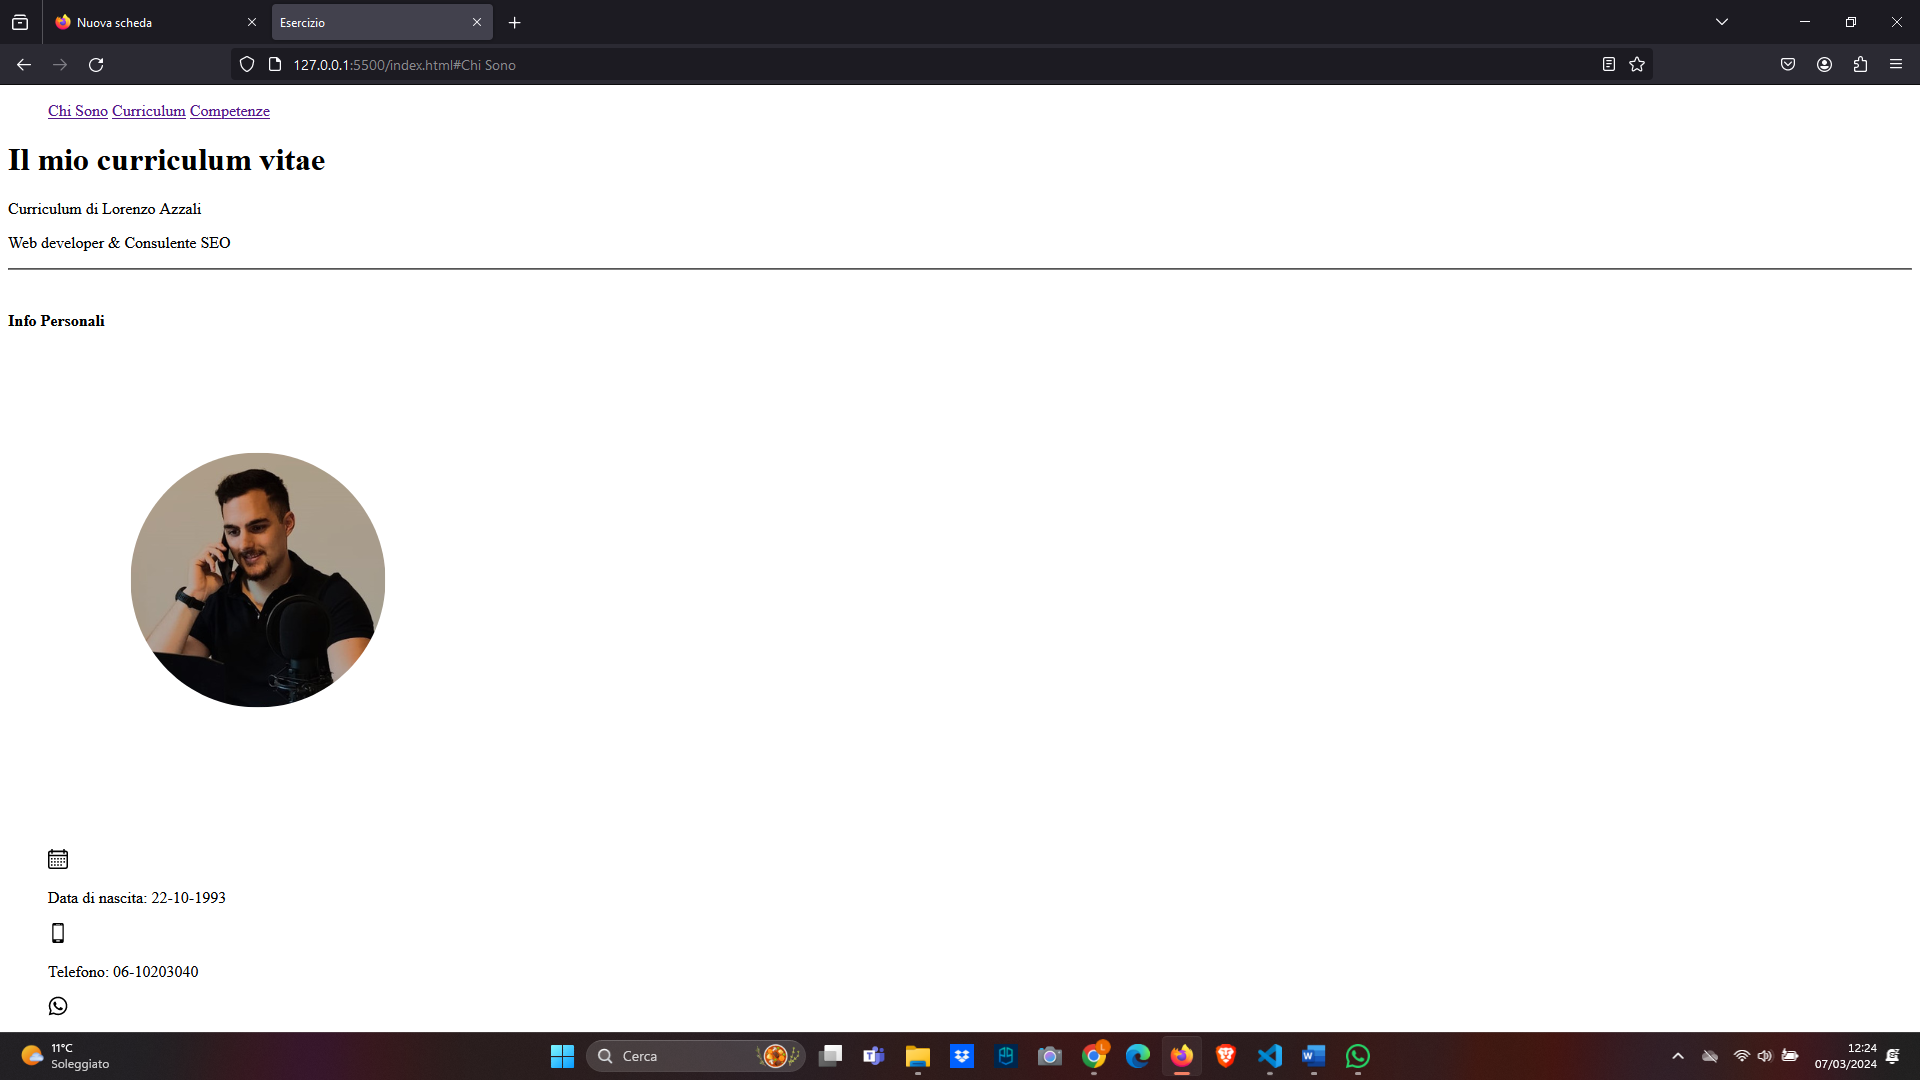 Nuova scheda
Esercizio
127.0.0.1:5500/index.html#Chi Sono
Chi Sono Curriculum Competenze
Il mio curriculum vitae
Curriculum di Lorenzo Azzali
Web developer & Consulente SEO
Info Personali
Data di nascita: 22-10-1993
Telefono: 06-10203040
11°C
Soleggiato
Cerca
12:24
07/03/2024